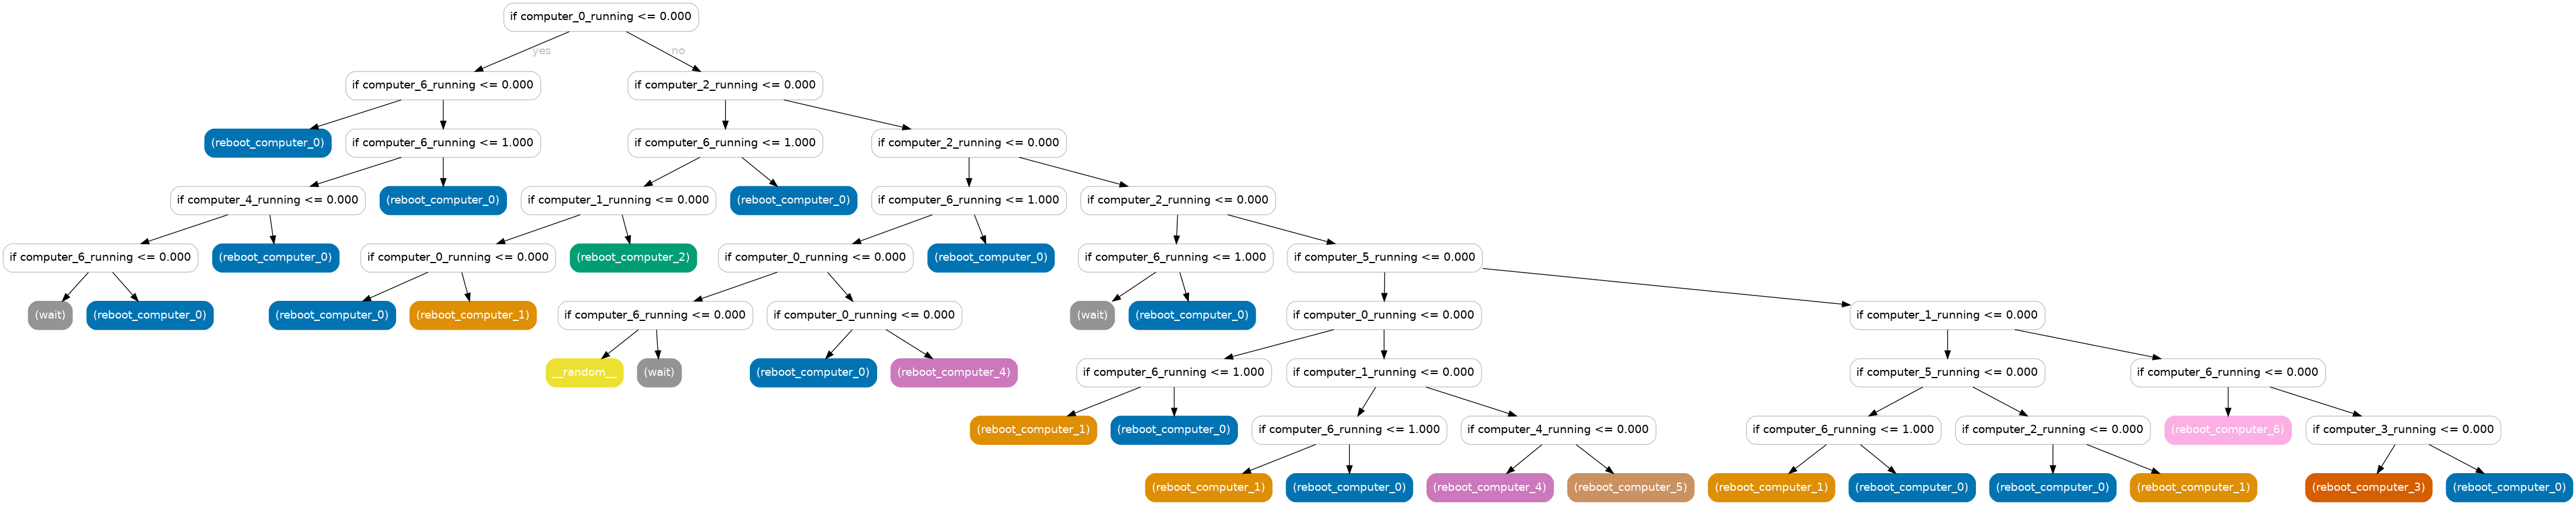 if computer_0_running <= 0.000
yes
no
if computer_6_running <= 0.000
if computer_2_running <= 0.000
(reboot_computer_0)
if computer_6_running <= 1.000
if computer_6_running <= 1.000
if computer_2_running <= 0.000
if computer_4_running <= 0.000
(reboot_computer_0)
if computer_1_running <= 0.000
(reboot_computer_0)
if computer_6_running <= 1.000
if computer_2_running <= 0.000
if computer_6_running <= 0.000
(reboot_computer_0)
if computer_0_running <= 0.000
(reboot_computer_2)
if computer_0_running <= 0.000
(reboot_computer_0)
if computer_6_running <= 1.000
if computer_5_running <= 0.000
(wait)
(reboot_computer_0)
(reboot_computer_0)
(reboot_computer_1)
if computer_6_running <= 0.000
if computer_0_running <= 0.000
(wait)
(reboot_computer_0)
if computer_0_running <= 0.000
if computer_1_running <= 0.000
__random__
(wait)
(reboot_computer_0)
(reboot_computer_4)
if computer_6_running <= 1.000
if computer_1_running <= 0.000
if computer_5_running <= 0.000
if computer_6_running <= 0.000
(reboot_computer_1)
(reboot_computer_0)
if computer_6_running <= 1.000
if computer_4_running <= 0.000
if computer_6_running <= 1.000
if computer_2_running <= 0.000
(reboot_computer_6)
if computer_3_running <= 0.000
(reboot_computer_1)
(reboot_computer_0)
(reboot_computer_4)
(reboot_computer_5)
(reboot_computer_1)
(reboot_computer_0)
(reboot_computer_0)
(reboot_computer_1)
(reboot_computer_3)
(reboot_computer_0)